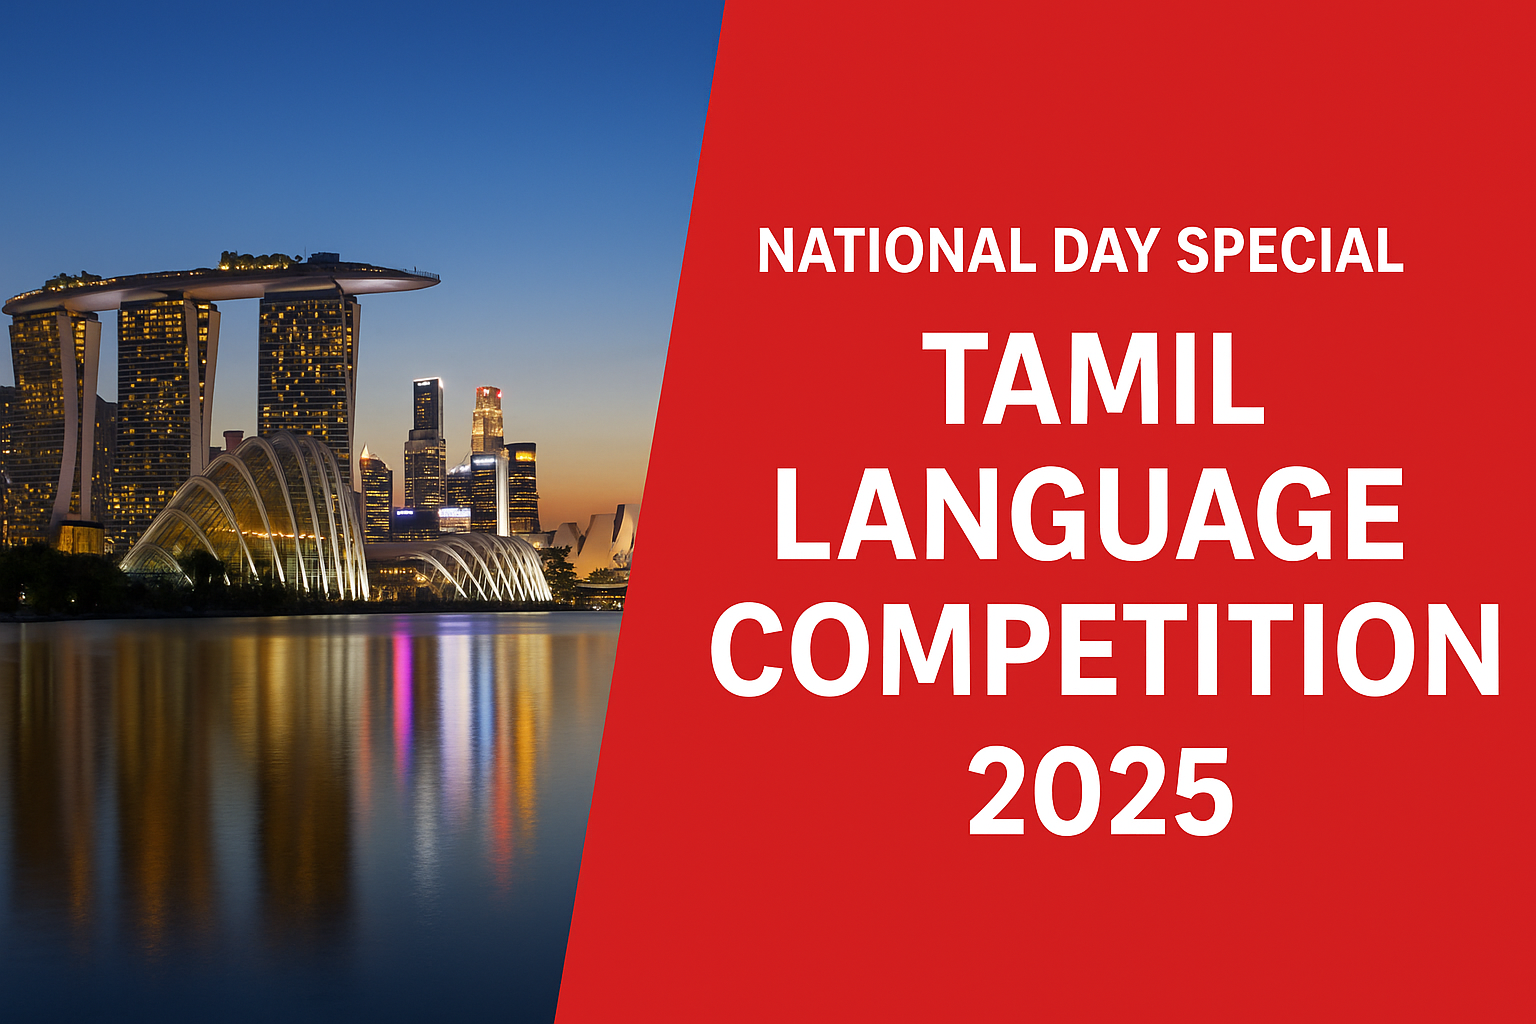 NATIONAL DAY SPECIAL
TAMIL
LANGUAGE
COMPETITION
2025